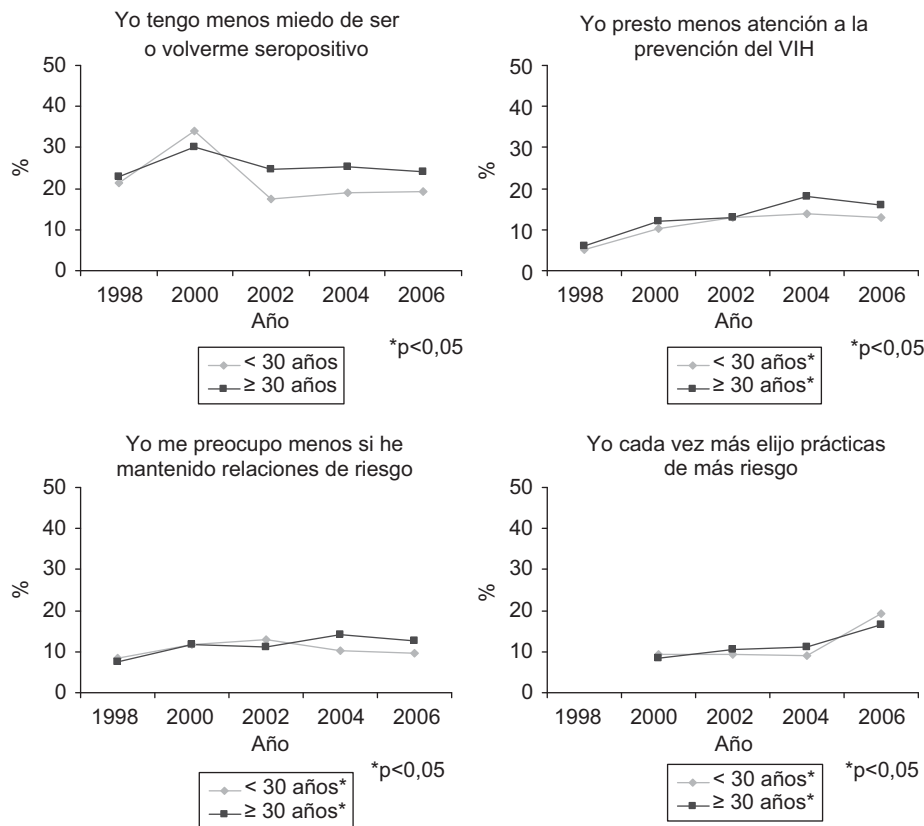 Yo tengo menos miedo de ser
o volverme seropositivo
50
40
30
20
10
0
%
1998 2000 2002 2004 2006
Año
*p<0,05
< 30 años
≥ 30 años
Yo presto menos atención a la
prevención del VIH
50
40
30
20
10
0
%
1998 2000 2002 2004 2006
Año
*p<0,05
< 30 años*
≥ 30 años*
Yo me preocupo menos si he
mantenido relaciones de riesgo
50
40
30
20
10
0
%
1998 2000 2002 2004 2006
Año
*p<0,05
< 30 años*
≥ 30 años*
Yo cada vez más elijo prácticas
de más riesgo
50
40
30
20
10
0
%
1998 2000 2002 2004 2006
Año
*p<0,05
< 30 años*
≥ 30 años*